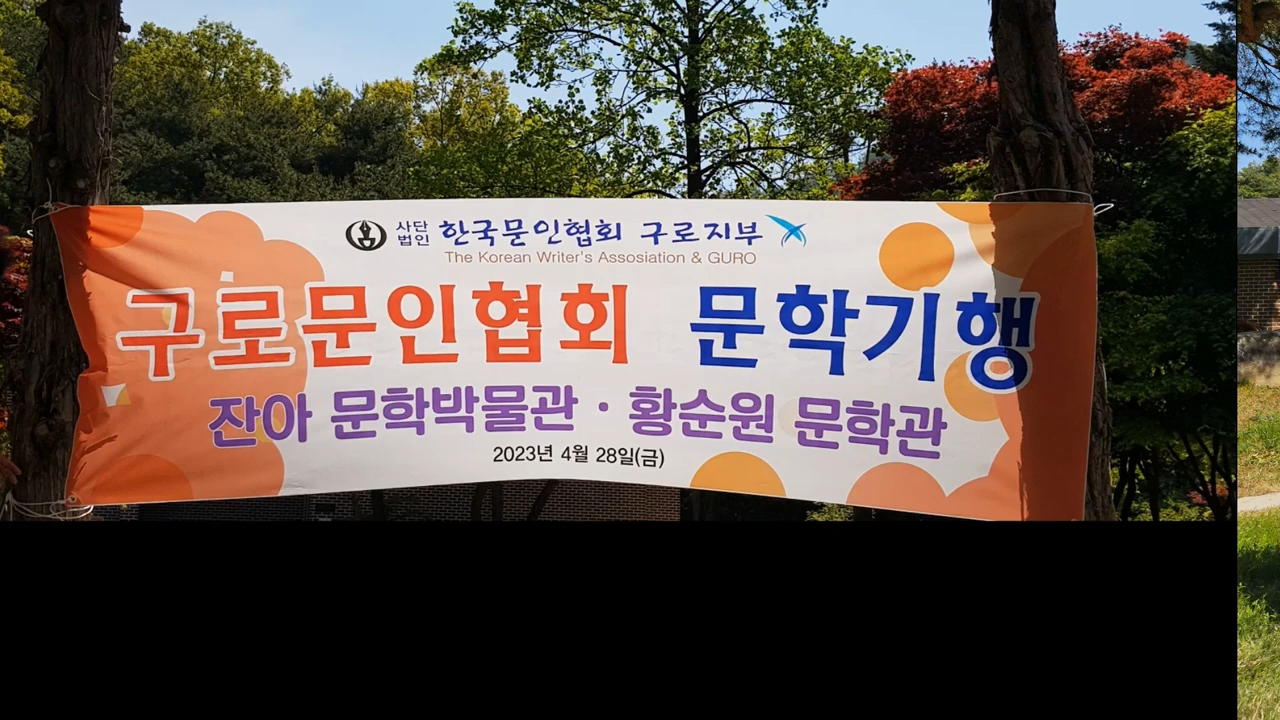 사단법인 한국문인협회 구로지부
The Korean Writer's Assosiation & GURO
구로문인협회 문학기행
잔아 문학박물관 · 황순원 문학관
2023년 4월 28일(금)